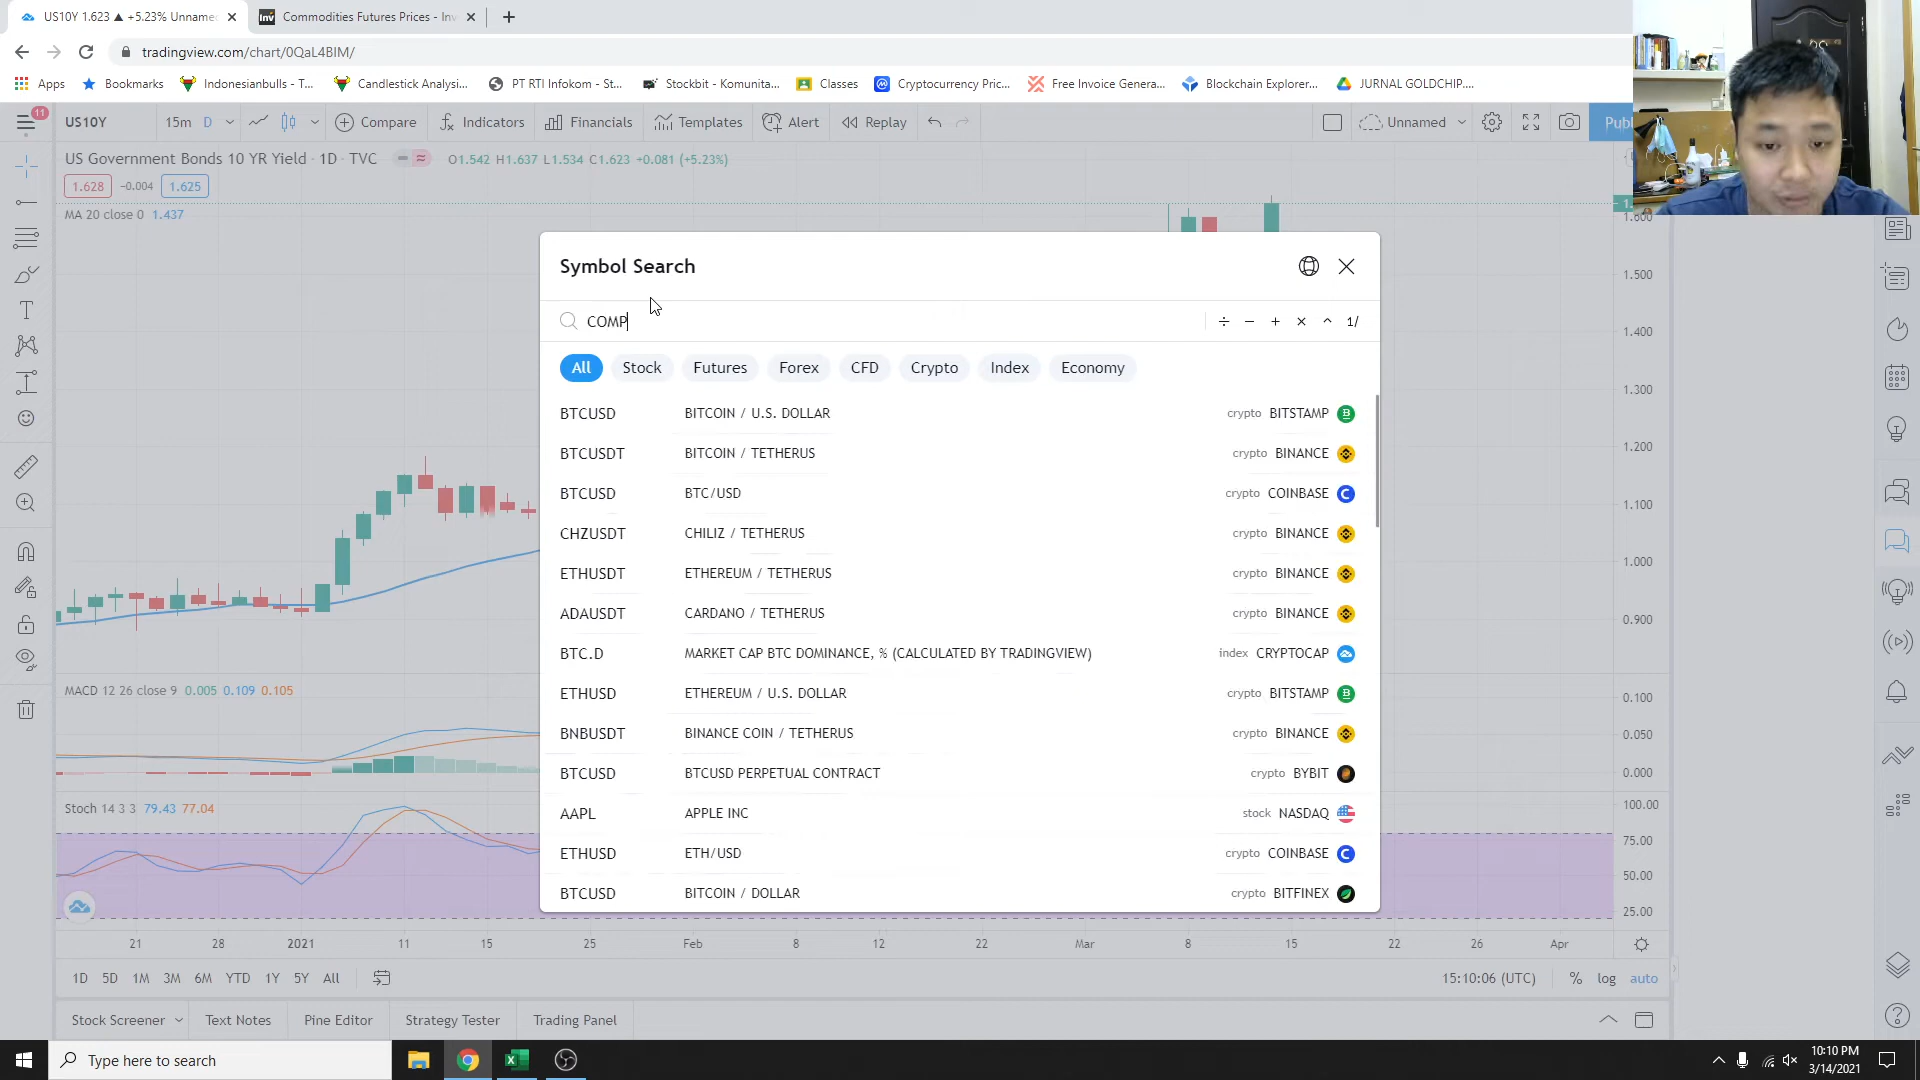 US10Y 1.623 ▲ +5.23% Unname
Commodities Futures Prices - Inv
tradingview.com/chart/0QaL4BlM/
Apps
Bookmarks
Indonesianbulls - T...
Candlestick Analysi...
PT RTI Infokom - St...
Stockbit - Komunita...
Classes
Cryptocurrency Pric...
Free Invoice Genera...
Blockchain Explorer...
JURNAL GOLDCHIP....
11
US10Y
15m
D
Compare
Indicators
Financials
Templates
Alert
Replay
Unnamed
Publ
US Government Bonds 10 YR Yield · 1D · TVC
O1.542 H1.637 L1.534 C1.623 +0.081 (+5.23%)
1.628 -0.004 1.625
MA 20 close 0 1.437
Symbol Search
COMP
÷ − + × ^ 1/
All
Stock
Futures
Forex
CFD
Crypto
Index
Economy
BTCUSD BITCOIN / U.S. DOLLAR crypto BITSTAMP
BTCUSDT BITCOIN / TETHERUS crypto BINANCE
BTCUSD BTC/USD crypto COINBASE
CHZUSDT CHILIZ / TETHERUS crypto BINANCE
ETHUSDT ETHEREUM / TETHERUS crypto BINANCE
ADAUSDT CARDANO / TETHERUS crypto BINANCE
BTC.D MARKET CAP BTC DOMINANCE, % (CALCULATED BY TRADINGVIEW) index CRYPTOCAP
ETHUSD ETHEREUM / U.S. DOLLAR crypto BITSTAMP
BNBUSDT BINANCE COIN / TETHERUS crypto BINANCE
BTCUSD BTCUSD PERPETUAL CONTRACT crypto BYBIT
AAPL APPLE INC stock NASDAQ
ETHUSD ETH/USD crypto COINBASE
BTCUSD BITCOIN / DOLLAR crypto BITFINEX
1.600
1.500
1.400
1.300
1.200
1.100
1.000
0.900
MACD 12 26 close 9 0.005 0.109 0.105
0.100
0.050
0.000
Stoch 14 3 3 79.43 77.04
100.00
75.00
50.00
25.00
21 28 2021 11 15 25 Feb 8 12 22 Mar 8 15 22 26 Apr
1D 5D 1M 3M 6M YTD 1Y 5Y All
15:10:06 (UTC) % log auto
Stock Screener
Text Notes
Pine Editor
Strategy Tester
Trading Panel
Type here to search
10:10 PM
3/14/2021